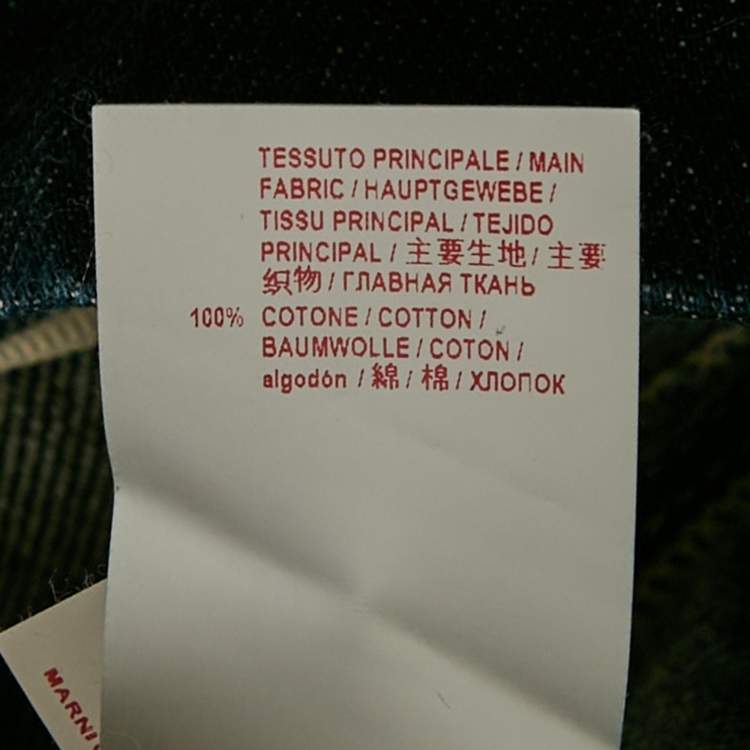 TESSUTO PRINCIPALE / MAIN
FABRIC / HAUPTGEWEBE /
TISSU PRINCIPAL / TEJIDO
PRINCIPAL / 主要生地 / 主要
织物 / ГЛАВНАЯ ТКАНЬ
100% COTONE / COTTON /
BAUMWOLLE / COTON /
algodón / 綿 / 棉 / ХЛОПОК
MARNI